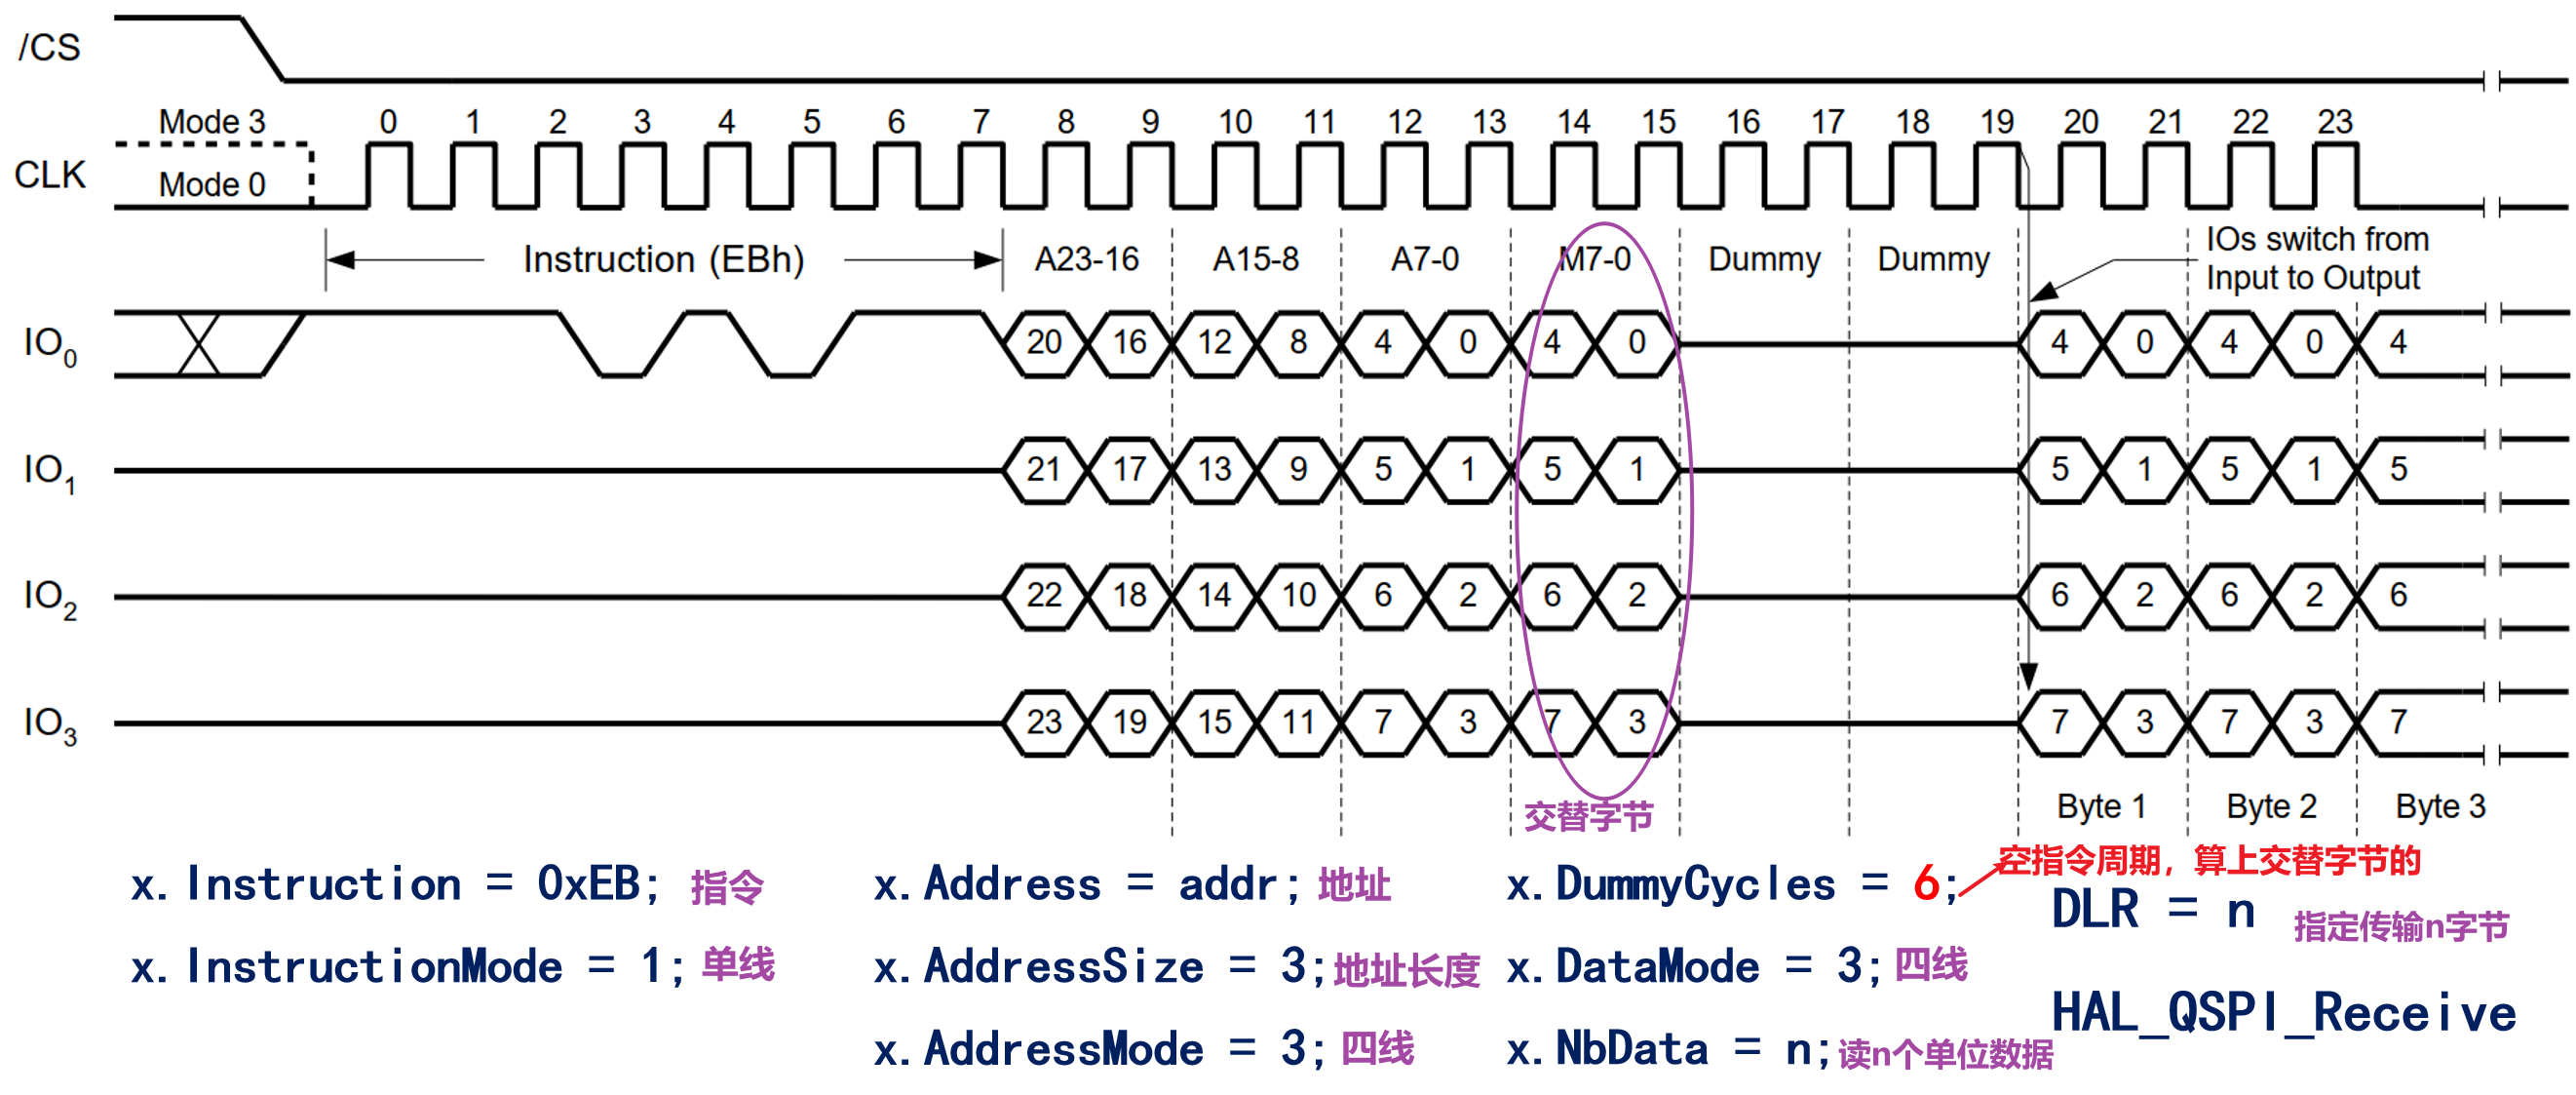 /CS
Mode 3 0 1 2 3 4 5 6 7 8 9 10 11 12 13 14 15 16 17 18 19 20 21 22 23
CLK
Mode 0
Instruction (EBh) A23-16 A15-8 A7-0 M7-0 Dummy Dummy
IOs switch from
Input to Output
IO0 20 16 12 8 4 0 4 0 4 0 4 0 4
IO1 21 17 13 9 5 1 5 1 5 1 5 1 5
IO2 22 18 14 10 6 2 6 2 6 2 6 2 6
IO3 23 19 15 11 7 3 7 3 7 3 7 3 7
交替字节
Byte 1 Byte 2 Byte 3
x.Instruction = 0xEB; 指令
x.InstructionMode = 1; 单线
x.Address = addr; 地址
x.AddressSize = 3; 地址长度
x.AddressMode = 3; 四线
x.DummyCycles = 6;
空指令周期，算上交替字节的
x.DataMode = 3; 四线
x.NbData = n; 读n个单位数据
DLR = n 指定传输n字节
HAL_QSPI_Receive